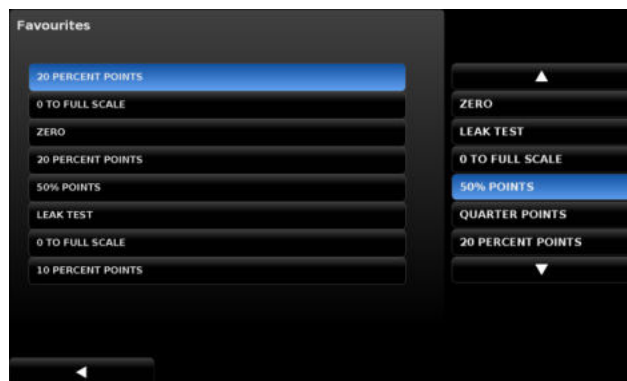 Favourites
20 PERCENT POINTS
0 TO FULL SCALE
ZERO
20 PERCENT POINTS
50% POINTS
LEAK TEST
0 TO FULL SCALE
10 PERCENT POINTS
ZERO
LEAK TEST
0 TO FULL SCALE
50% POINTS
QUARTER POINTS
20 PERCENT POINTS